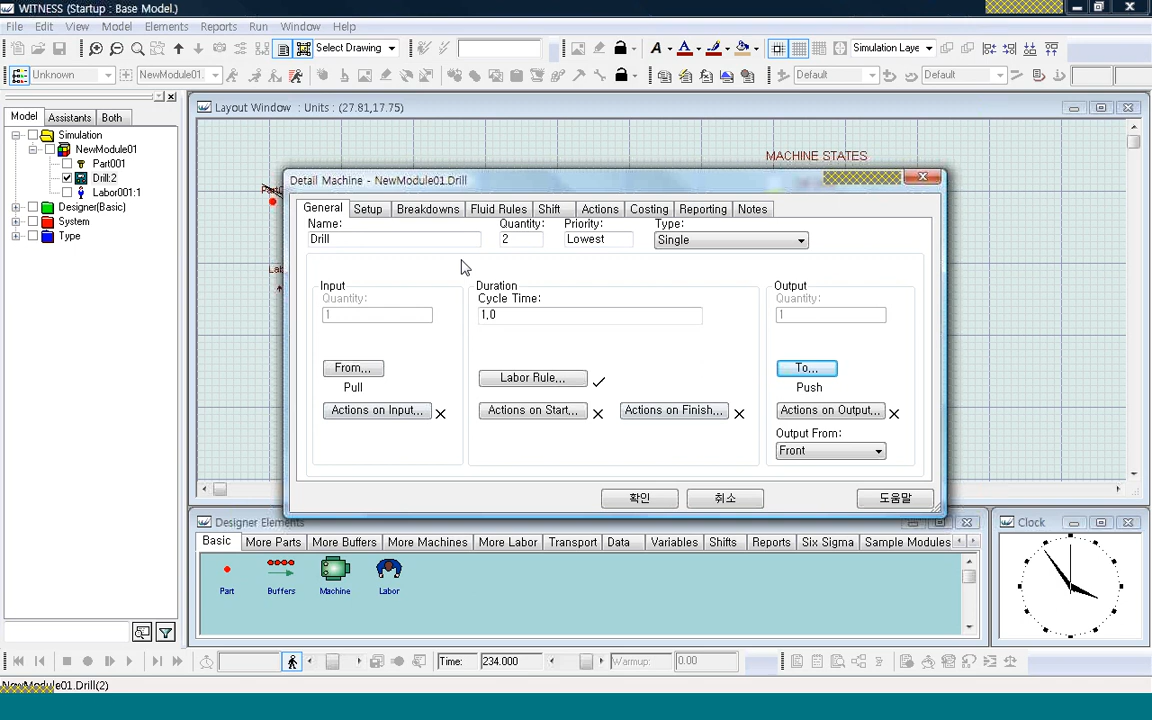 WITNESS (Startup : Base Model.)
File Edit View Model Elements Reports Run Window Help
Select Drawing
Simulation Laye
Unknown NewModule01 Default Default
Model Assistants Both
Simulation
NewModule01
Part001
Drill:2
Labor001:1
Designer(Basic)
System
Type
Layout Window : Units : (27.81,17.75)
MACHINE STATES
Detail Machine - NewModule01.Drill
General Setup Breakdowns Fluid Rules Shift Actions Costing Reporting Notes
Name: Quantity: Priority: Type:
Drill 2 Lowest Single
Input Duration Output
Quantity: Cycle Time: Quantity:
1 1.0 1
From... Labor Rule... To...
Pull Push
Actions on Input... Actions on Start... Actions on Finish... Actions on Output...
Output From:
Front
확인 취소 도움말
Designer Elements Clock
Basic More Parts More Buffers More Machines More Labor Transport Data Variables Shifts Reports Six Sigma Sample Modules
Part Buffers Machine Labor
Time: 234.000 Warmup: 0.00
NewModule01.Drill(2)